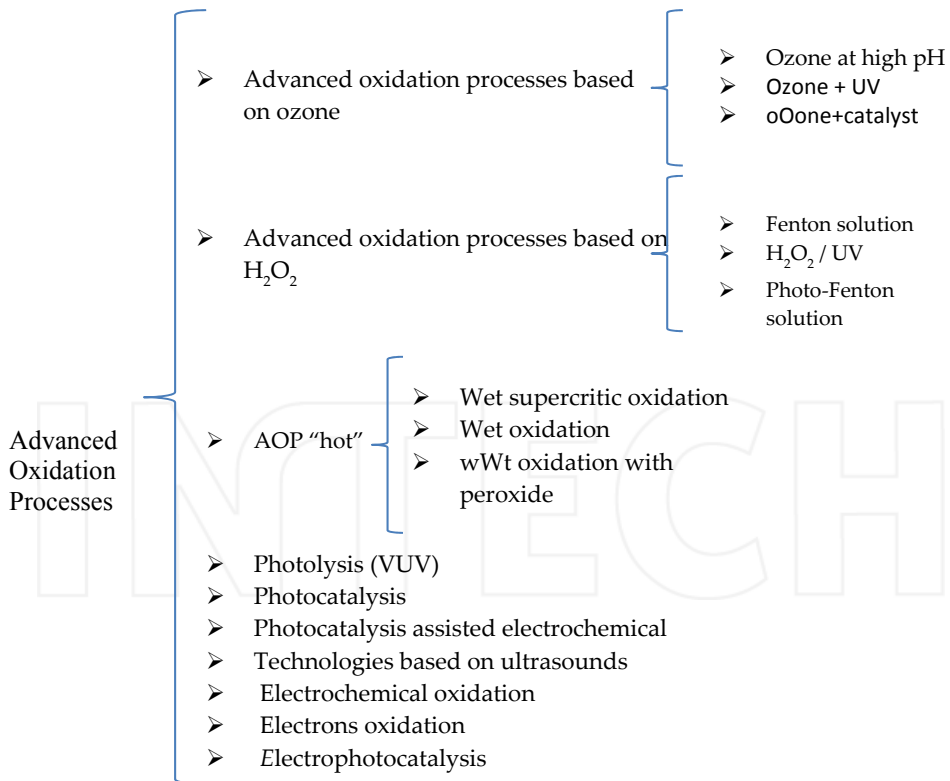 ➢ Advanced oxidation processes based on ozone
➢ Ozone at high pH
➢ Ozone + UV
➢ oOone+catalyst
➢ Advanced oxidation processes based on
H₂O₂
➢ Fenton solution
➢ H₂O₂ / UV
➢ Photo-Fenton
solution
Advanced
Oxidation
Processes
➢ AOP “hot”
➢ Wet supercritic oxidation
➢ Wet oxidation
➢ wWt oxidation with
peroxide
➢ Photolysis (VUV)
➢ Photocatalysis
➢ Photocatalysis assisted electrochemical
➢ Technologies based on ultrasounds
➢ Electrochemical oxidation
➢ Electrons oxidation
➢ Electrophotocatalysis
INTECH